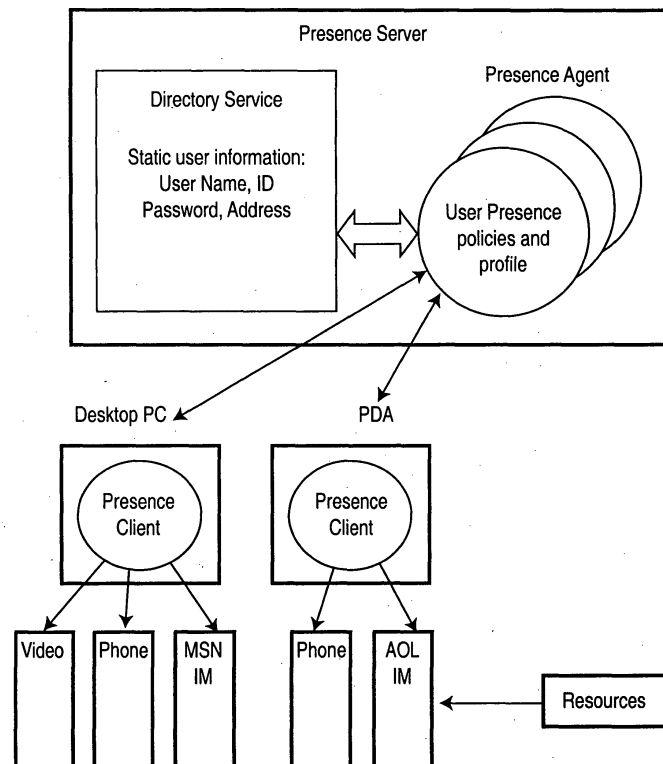 Presence Server
Directory Service
Static user information:
User Name, ID
Password, Address
Presence Agent
User Presence
policies and
profile
Desktop PC
PDA
Presence
Client
Presence
Client
Video
Phone
MSN
IM
Phone
AOL
IM
Resources